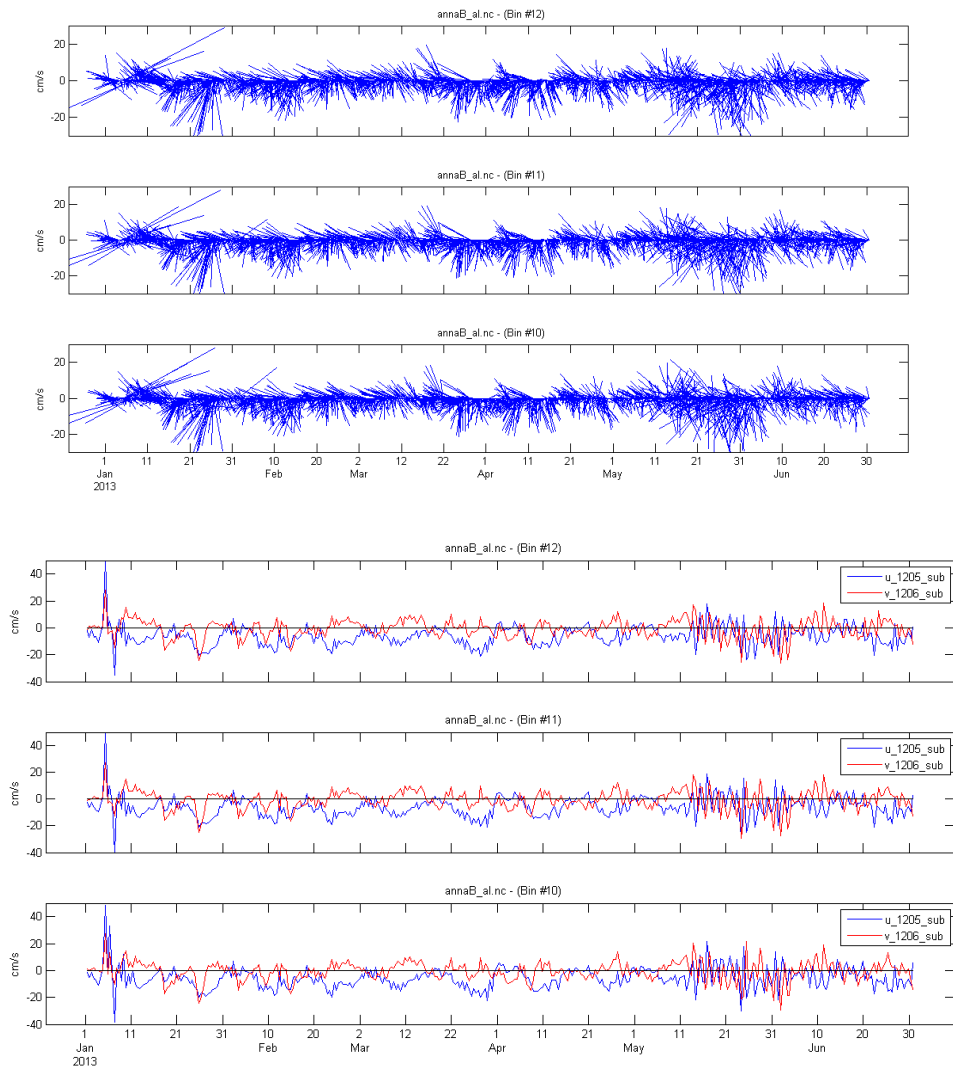 annaB_al.nc - (Bin #12)
20
0
-20
cm/s
annaB_al.nc - (Bin #11)
20
0
-20
cm/s
annaB_al.nc - (Bin #10)
20
0
-20
cm/s
1 11 21 31 10 20 2 12 22 1 11 21 1 11 21 31 10 20 30
Jan Feb Mar Apr May Jun
2013
annaB_al.nc - (Bin #12)
40
20
0
-20
-40
cm/s
u_1205_sub
v_1206_sub
annaB_al.nc - (Bin #11)
40
20
0
-20
-40
cm/s
u_1205_sub
v_1206_sub
annaB_al.nc - (Bin #10)
40
20
0
-20
-40
cm/s
u_1205_sub
v_1206_sub
1 11 21 31 10 20 2 12 22 1 11 21 1 11 21 31 10 20 30
Jan Feb Mar Apr May Jun
2013